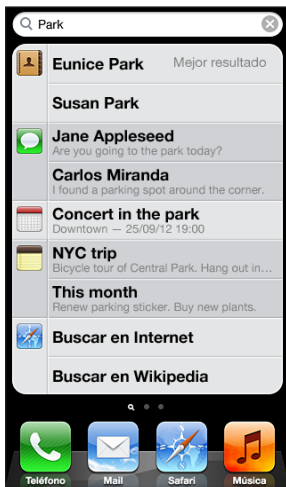 Park
Eunice Park Mejor resultado
Susan Park
Jane Appleseed
Are you going to the park today?
Carlos Miranda
I found a parking spot around the corner.
Concert in the park
Downtown — 25/09/12 19:00
NYC trip
Bicycle tour of Central Park. Hang out in…
This month
Renew parking sticker. Buy new plants.
Buscar en Internet
Buscar en Wikipedia
Teléfono Mail Safari Música